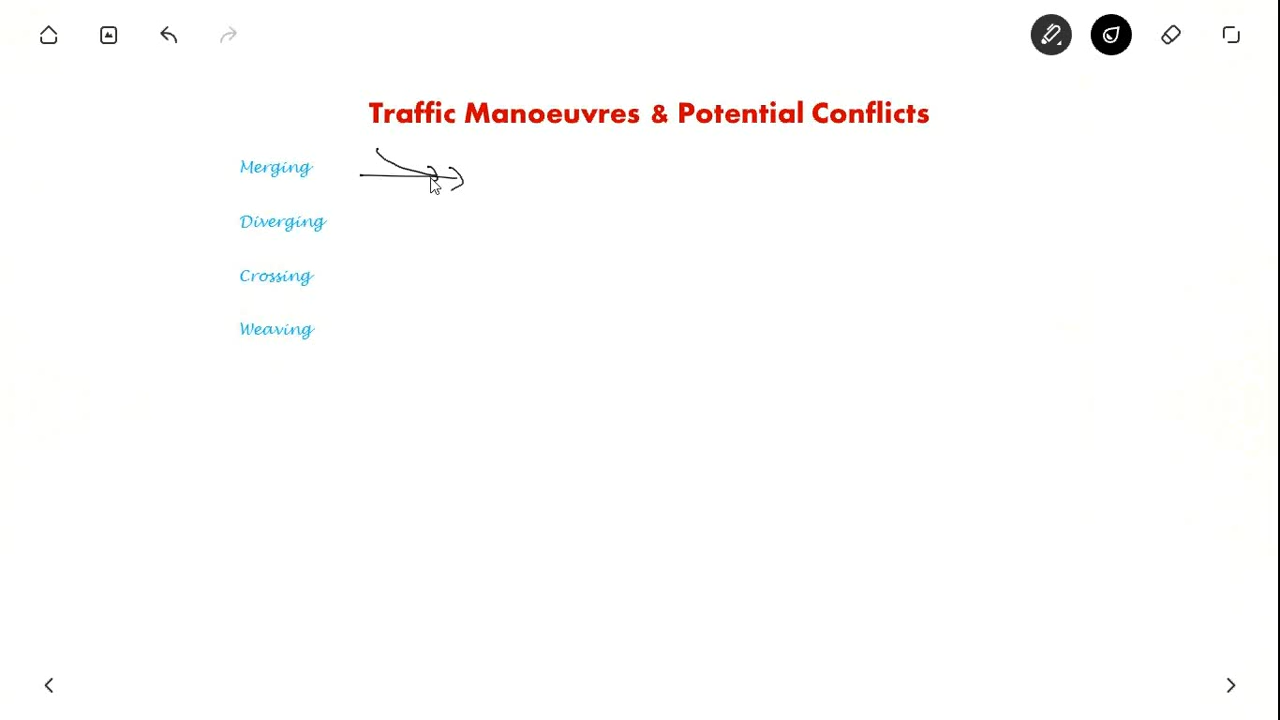 Traffic Manoeuvres & Potential Conflicts
Merging
Diverging
Crossing
Weaving